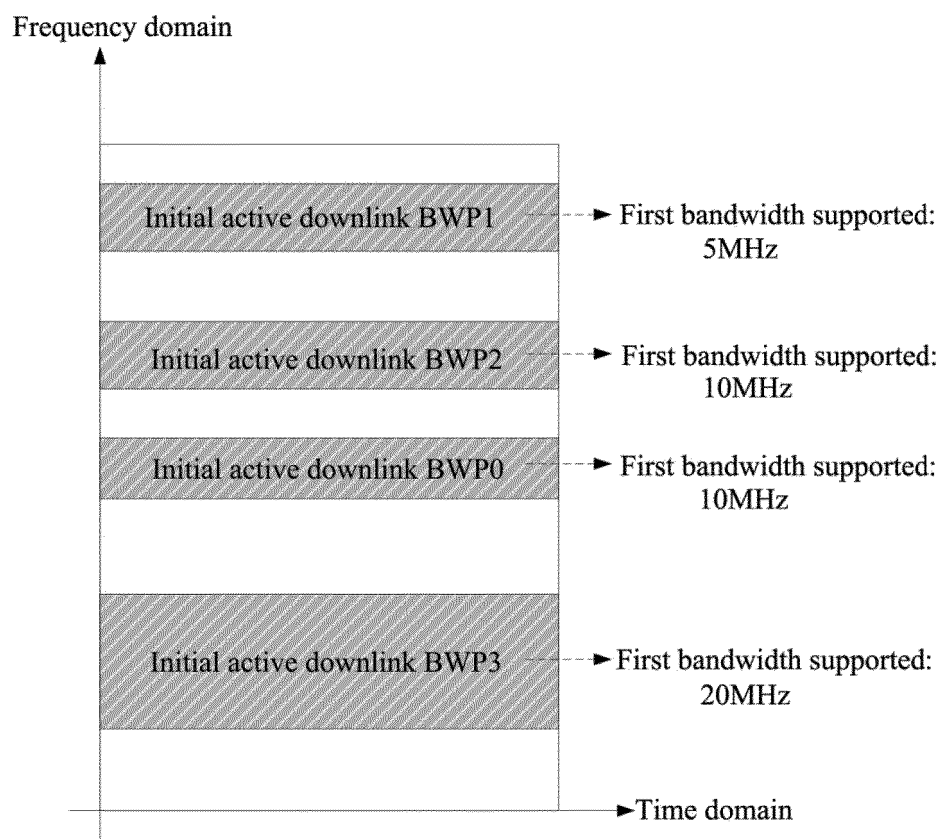 Frequency domain
Initial active downlink BWP1
First bandwidth supported:
5MHz
Initial active downlink BWP2
First bandwidth supported:
10MHz
Initial active downlink BWP0
First bandwidth supported:
10MHz
Initial active downlink BWP3
First bandwidth supported:
20MHz
Time domain